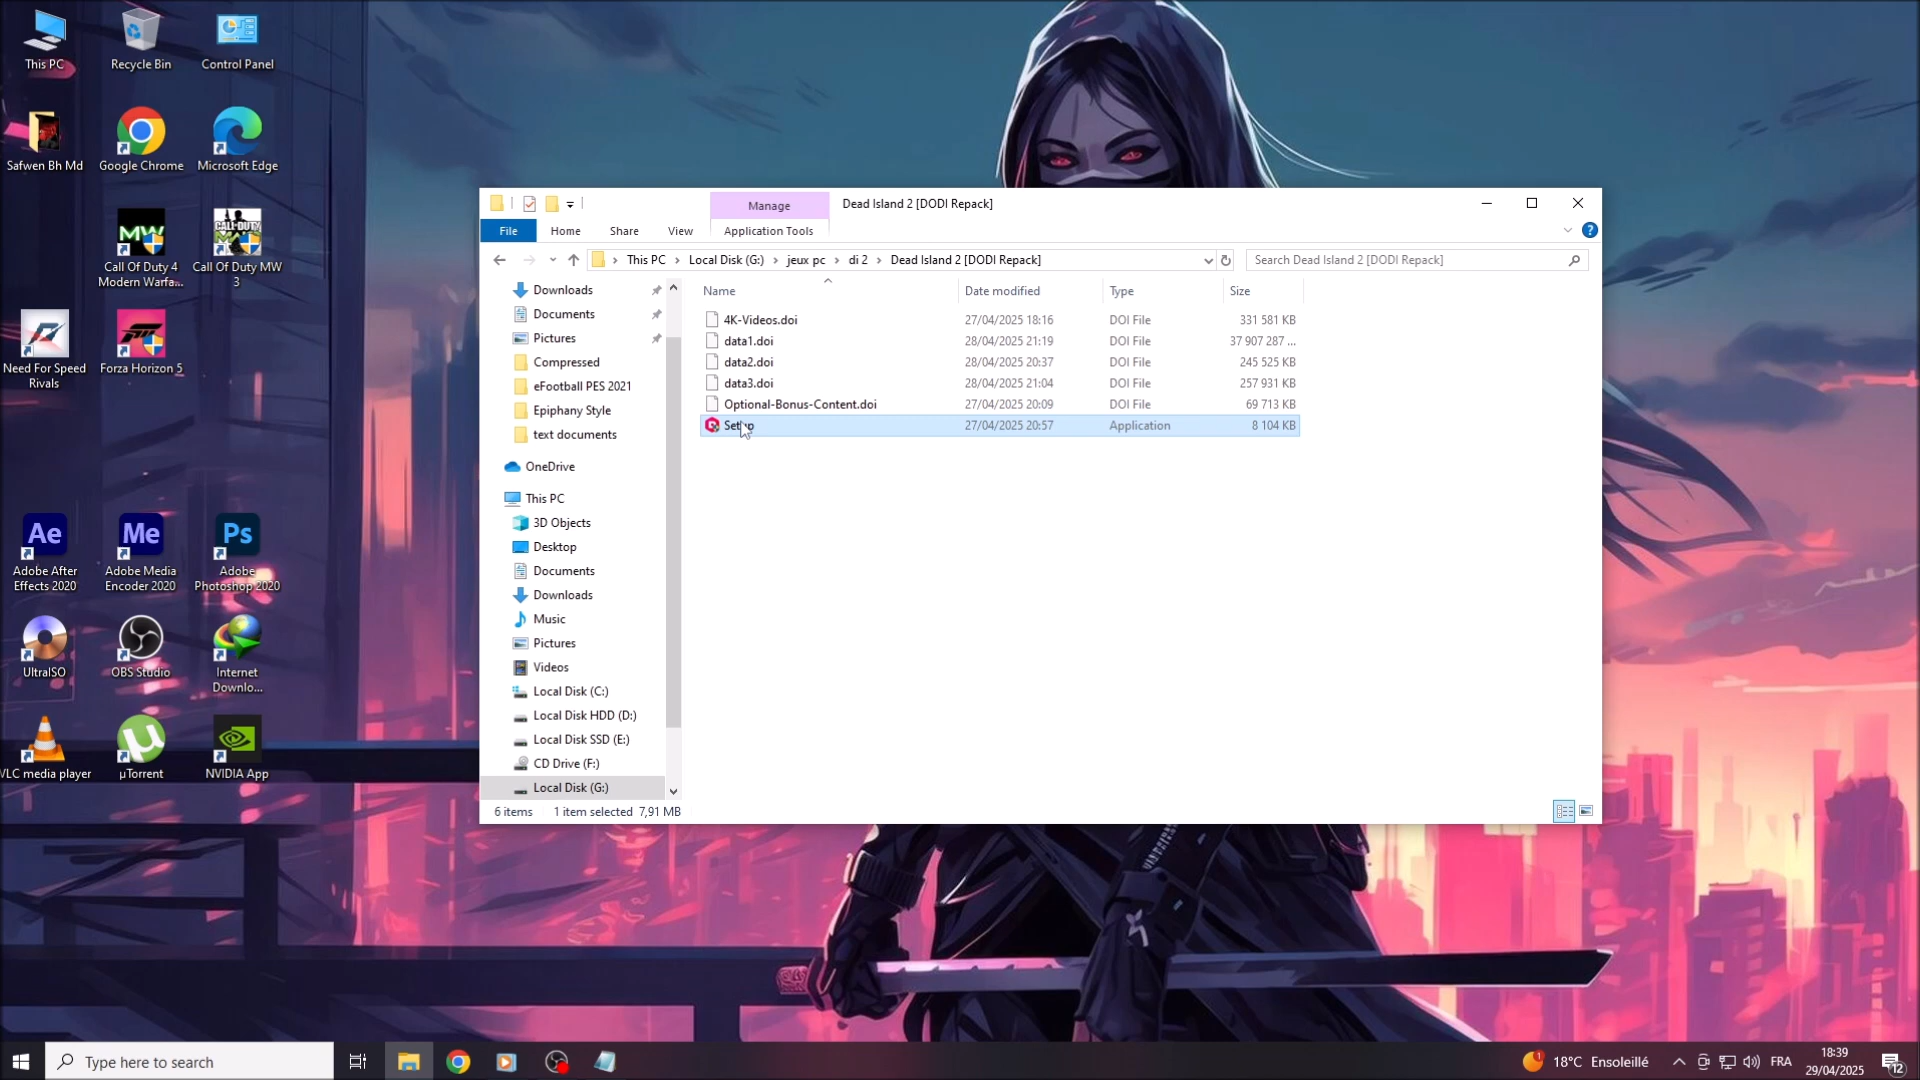 This PC
Recycle Bin
Control Panel
Safwen Bh Md
Google Chrome
Microsoft Edge
Call Of Duty 4
Modern Warfa...
Call Of Duty MW
3
Need For Speed
Rivals
Forza Horizon 5
Adobe After
Effects 2020
Adobe Media
Encoder 2020
Adobe
Photoshop 2020
UltraISO
OBS Studio
Internet
Downlo...
VLC media player
µTorrent
NVIDIA App
Manage
Dead Island 2 [DODI Repack]
File
Home
Share
View
Application Tools
This PC
Local Disk (G:)
jeux pc
di 2
Dead Island 2 [DODI Repack]
Search Dead Island 2 [DODI Repack]
Downloads
Documents
Pictures
Compressed
eFootball PES 2021
Epiphany Style
text documents
OneDrive
This PC
3D Objects
Desktop
Documents
Downloads
Music
Pictures
Videos
Local Disk (C:)
Local Disk HDD (D:)
Local Disk SSD (E:)
CD Drive (F:)
Local Disk (G:)
Name Date modified Type Size
4K-Videos.doi 27/04/2025 18:16 DOI File 331 581 KB
data1.doi 28/04/2025 21:19 DOI File 37 907 287 ...
data2.doi 28/04/2025 20:37 DOI File 245 525 KB
data3.doi 28/04/2025 21:04 DOI File 257 931 KB
Optional-Bonus-Content.doi 27/04/2025 20:09 DOI File 69 713 KB
Setup 27/04/2025 20:57 Application 8 104 KB
6 items 1 item selected 7,91 MB
Type here to search
18°C Ensoleillé
FRA
18:39
29/04/2025
12